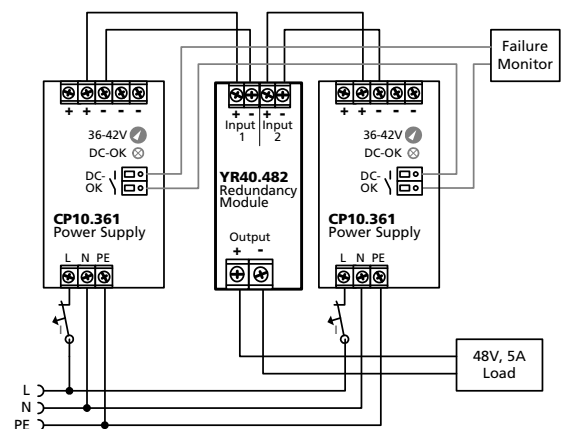 Failure
Monitor
+ + - - -
36-42V
DC-OK
DC-
OK
CP10.361
Power Supply
L N PE
I
+ - + -
Input Input
1 2
YR40.482
Redundancy
Module
Output
+ -
+ + - - -
36-42V
DC-OK
DC-
OK
CP10.361
Power Supply
L N PE
I
48V, 5A
Load
L
N
PE